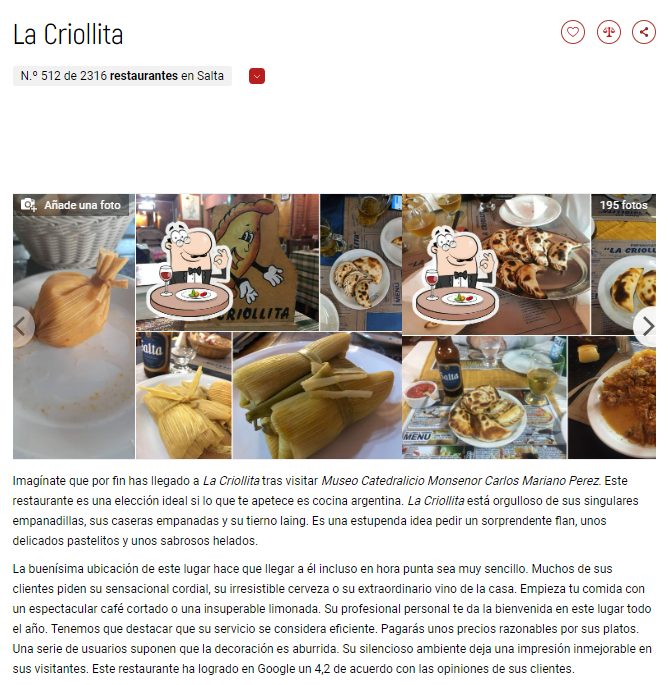 La Criollita
N.º 512 de 2316 restaurantes en Salta
Añade una foto
195 fotos
CRIOLLITA
"LA CRIOLL
MENU
Salta
Salta
MENU
Imagínate que por fin has llegado a La Criollita tras visitar Museo Catedralicio Monsenor Carlos Mariano Perez. Este
restaurante es una elección ideal si lo que te apetece es cocina argentina. La Criollita está orgulloso de sus singulares
empanadillas, sus caseras empanadas y su tierno laing. Es una estupenda idea pedir un sorprendente flan, unos
delicados pastelitos y unos sabrosos helados.
La buenísima ubicación de este lugar hace que llegar a él incluso en hora punta sea muy sencillo. Muchos de sus
clientes piden su sensacional cordial, su irresistible cerveza o su extraordinario vino de la casa. Empieza tu comida con
un espectacular café cortado o una insuperable limonada. Su profesional personal te da la bienvenida en este lugar todo
el año. Tenemos que destacar que su servicio se considera eficiente. Pagarás unos precios razonables por sus platos.
Una serie de usuarios suponen que la decoración es aburrida. Su silencioso ambiente deja una impresión inmejorable en
sus visitantes. Este restaurante ha logrado en Google un 4,2 de acuerdo con las opiniones de sus clientes.